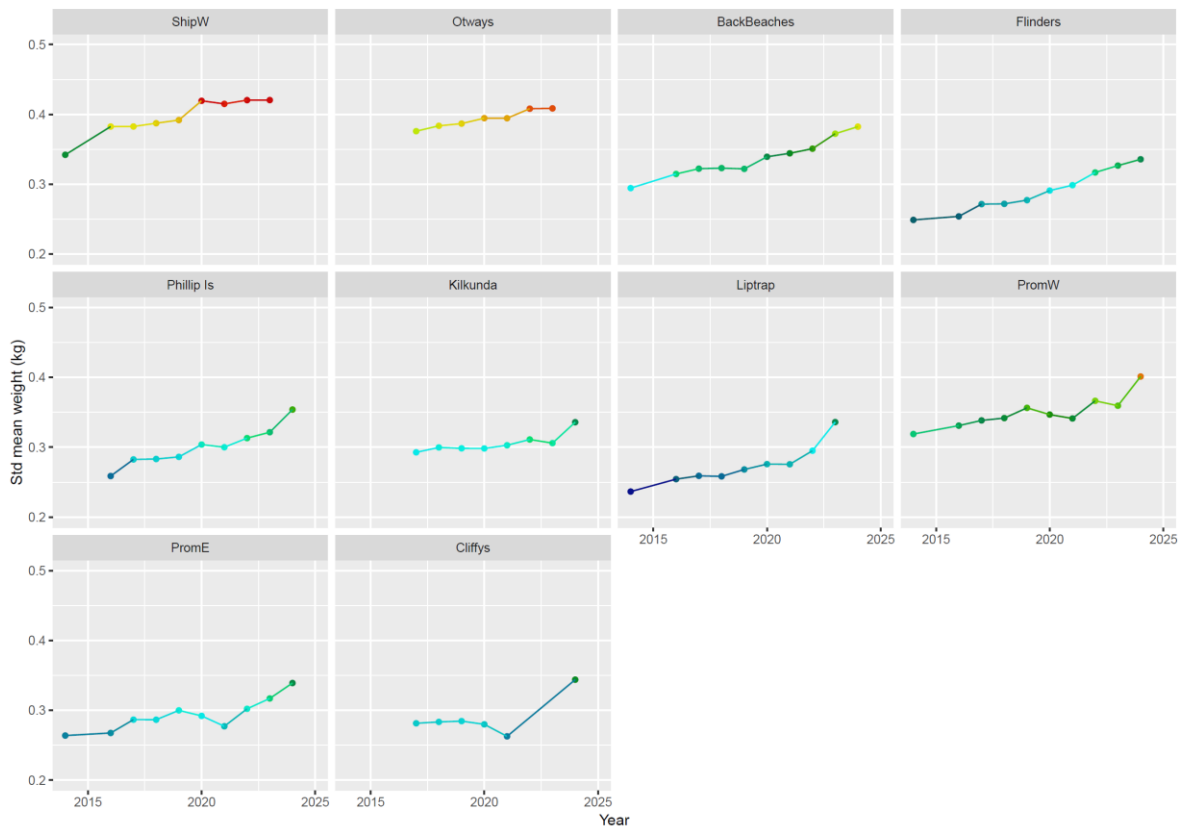 ShipW Otways BackBeaches Flinders
0.5
0.4
0.3
0.2
Phillip Is Kilkunda Liptrap PromW
0.5
0.4
0.3
0.2
2015 2020 2025 2015 2020 2025
PromE Cliffys
0.5
0.4
0.3
0.2
2015 2020 2025 2015 2020 2025
Std mean weight (kg)
Year